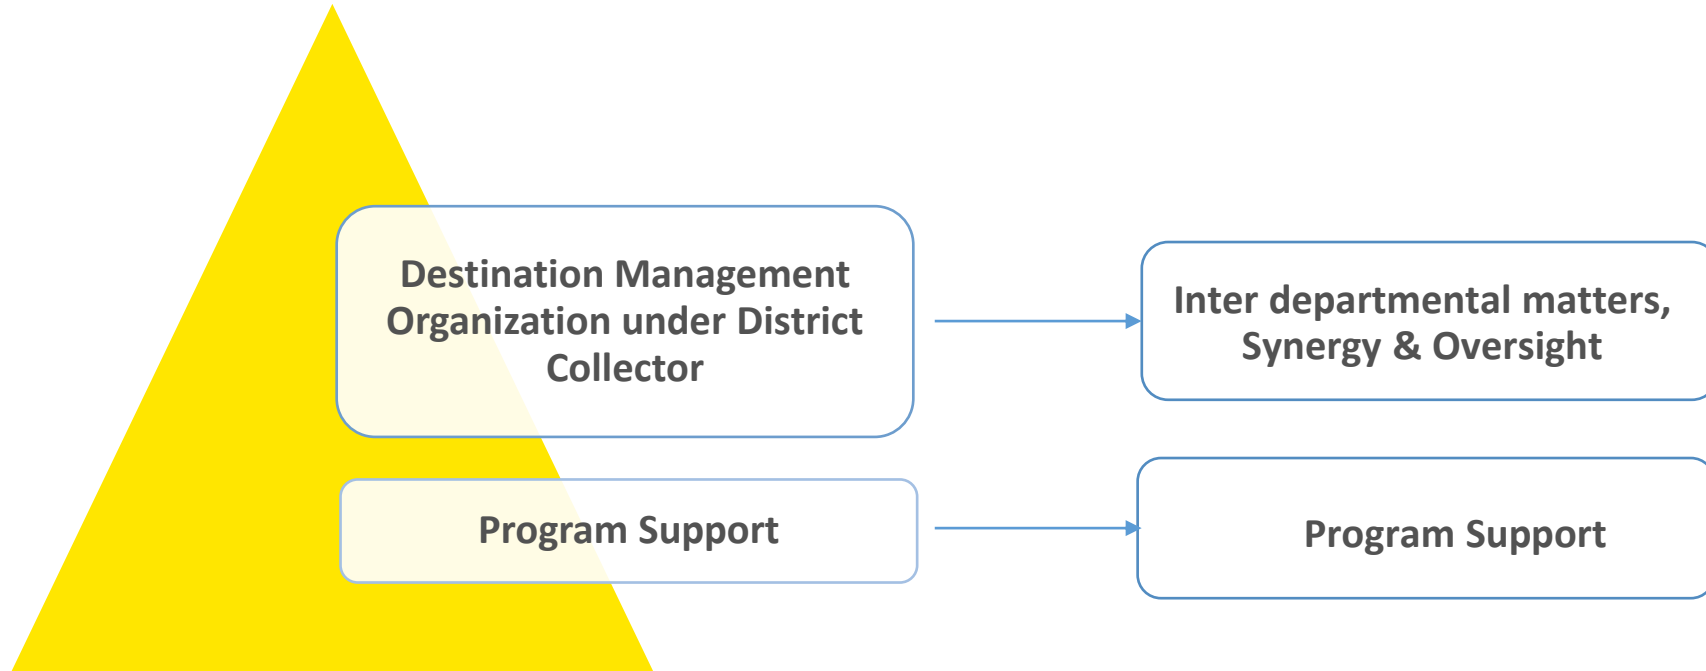 Destination Management
Organization under District
Collector
Inter departmental matters,
Synergy & Oversight
Program Support
Program Support